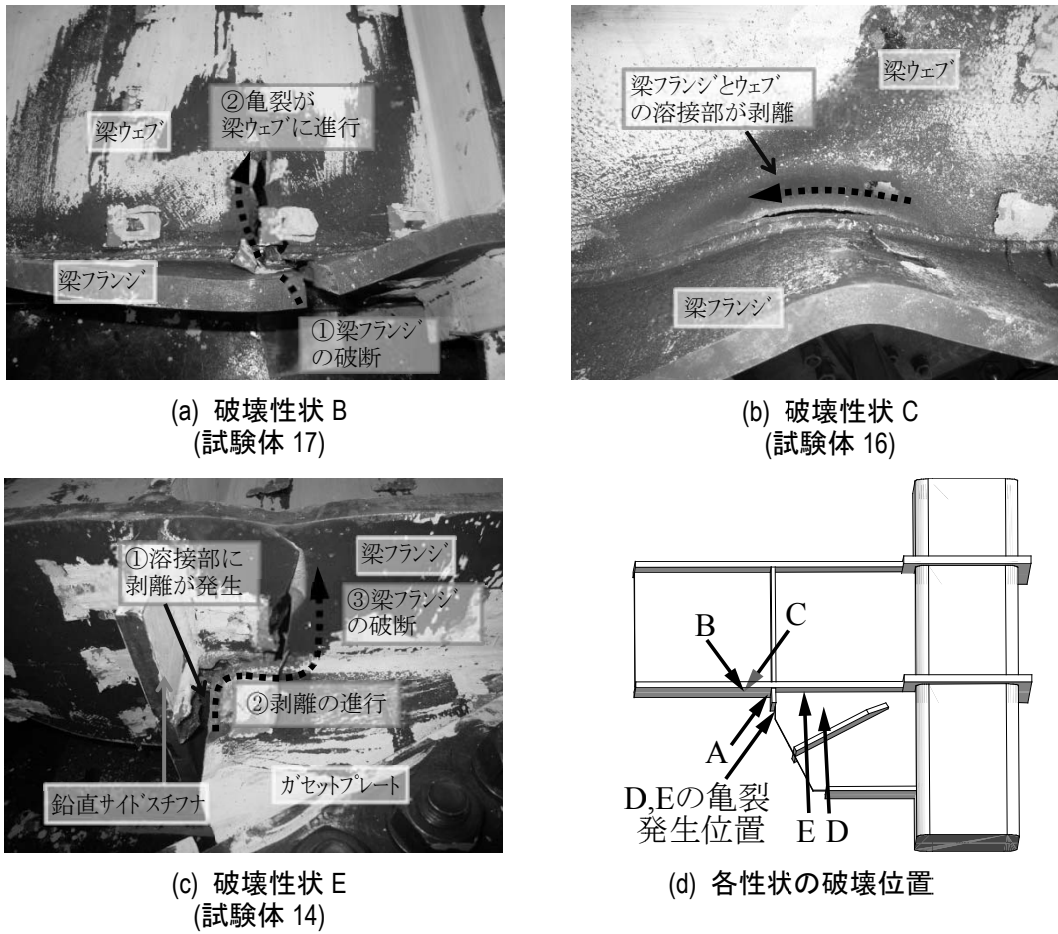 ②亀裂が
梁ウェブに進行
梁ウェブ
梁フランジ
①梁フランジ
の破断
(a) 破壊性状 B
(試験体 17)
梁ウェブ
梁フランジとウェブ
の溶接部が剥離
梁フランジ
(b) 破壊性状 C
(試験体 16)
①溶接部に
剥離が発生
梁フランジ
③梁フランジ
の破断
②剥離の進行
鉛直サイドスチフナ
ガセットプレート
(c) 破壊性状 E
(試験体 14)
B
C
A
D,Eの亀裂
発生位置
E D
(d) 各性状の破壊位置